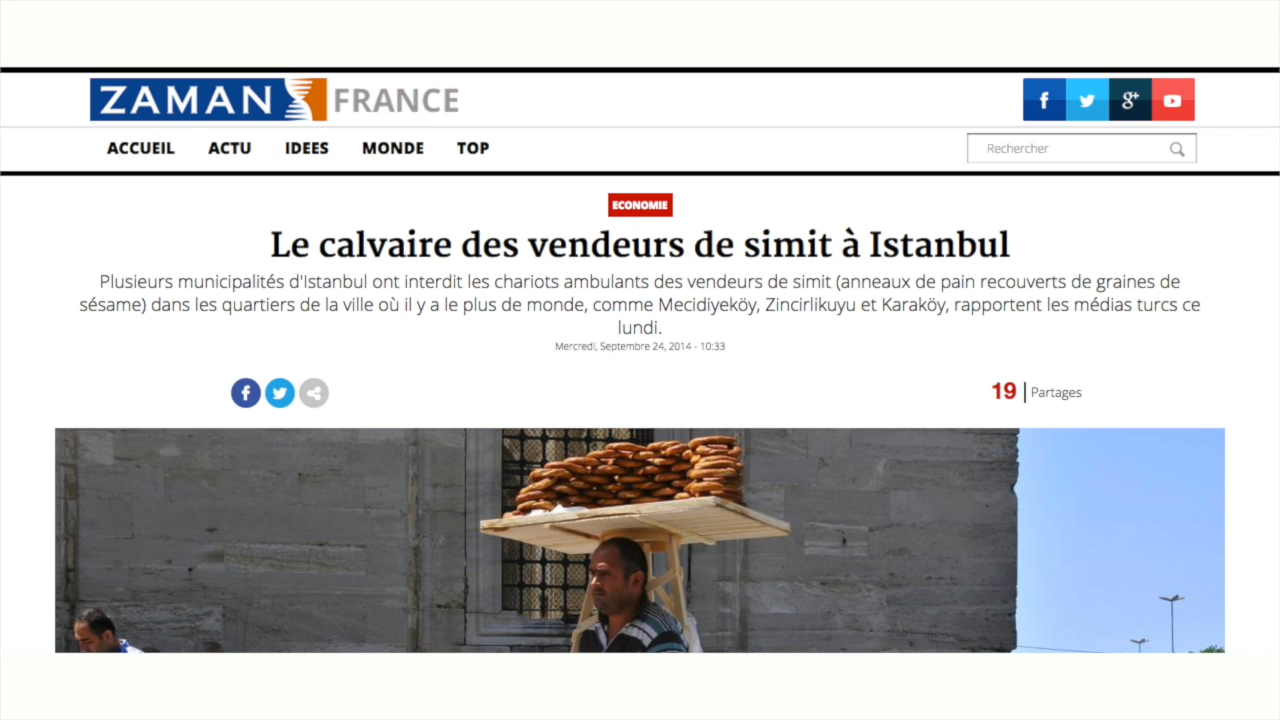 ZAMAN FRANCE
ACCUEIL ACTU IDEES MONDE TOP
Rechercher
ECONOMIE
Le calvaire des vendeurs de simit à Istanbul
Plusieurs municipalités d'Istanbul ont interdit les chariots ambulants des vendeurs de simit (anneaux de pain recouverts de graines de
sésame) dans les quartiers de la ville où il y a le plus de monde, comme Mecidiyeköy, Zincirlikuyu et Karaköy, rapportent les médias turcs ce
lundi.
Mercredi, Septembre 24, 2014 - 10:33
19 | Partages